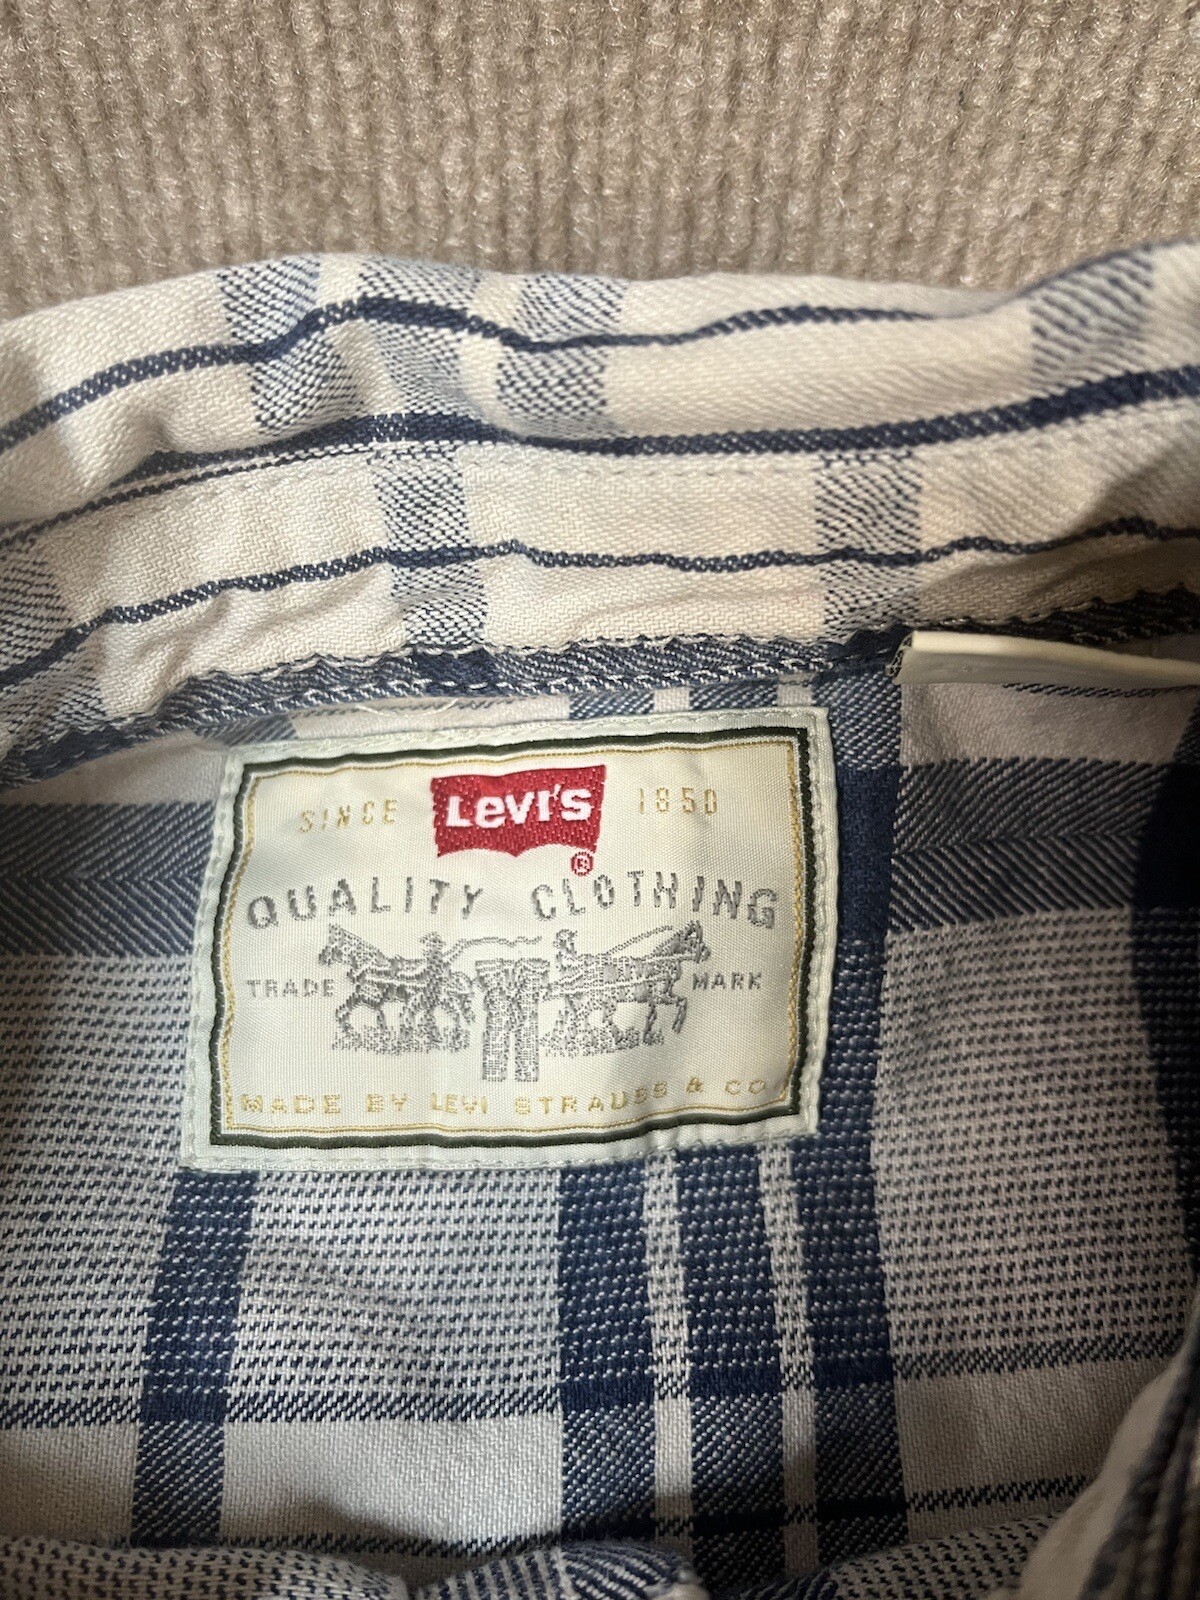 SINCE Levi's 1850
®
QUALITY CLOTHING
TRADE MARK
MADE BY LEVI STRAUSS & CO